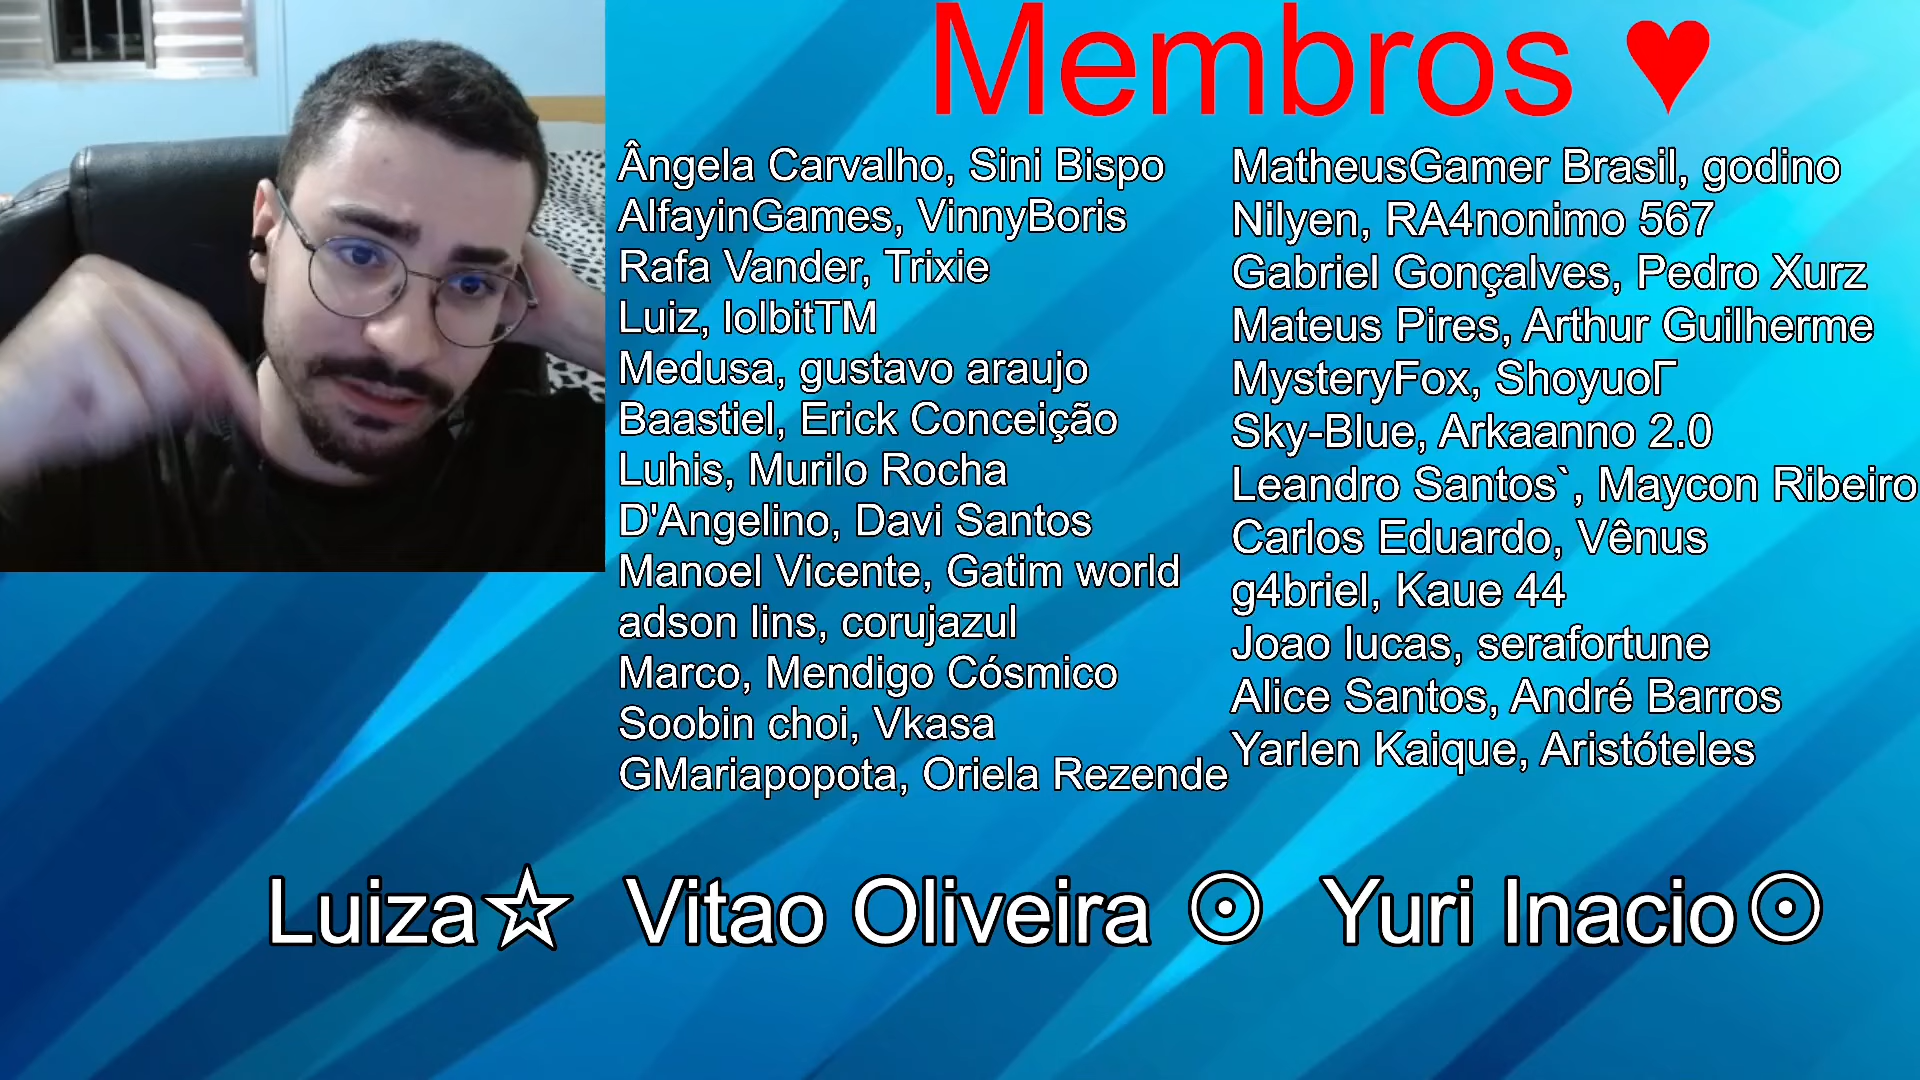 Membros ♥
Ângela Carvalho, Sini Bispo
AlfayinGames, VinnyBoris
Rafa Vander, Trixie
Luiz, lolbitTM
Medusa, gustavo araujo
Baastiel, Erick Conceição
Luhis, Murilo Rocha
D'Angelino, Davi Santos
Manoel Vicente, Gatim world
adson lins, corujazul
Marco, Mendigo Cósmico
Soobin choi, Vkasa
GMariapopota, Oriela Rezende
MatheusGamer Brasil, godino
Nilyen, RA4nonimo 567
Gabriel Gonçalves, Pedro Xurz
Mateus Pires, Arthur Guilherme
MysteryFox, ShoyuoΓ
Sky-Blue, Arkaanno 2.0
Leandro Santos`, Maycon Ribeiro
Carlos Eduardo, Vênus
g4briel, Kaue 44
Joao lucas, serafortune
Alice Santos, André Barros
Yarlen Kaique, Aristóteles
Luiza☆ Vitao Oliveira ⊙ Yuri Inacio⊙